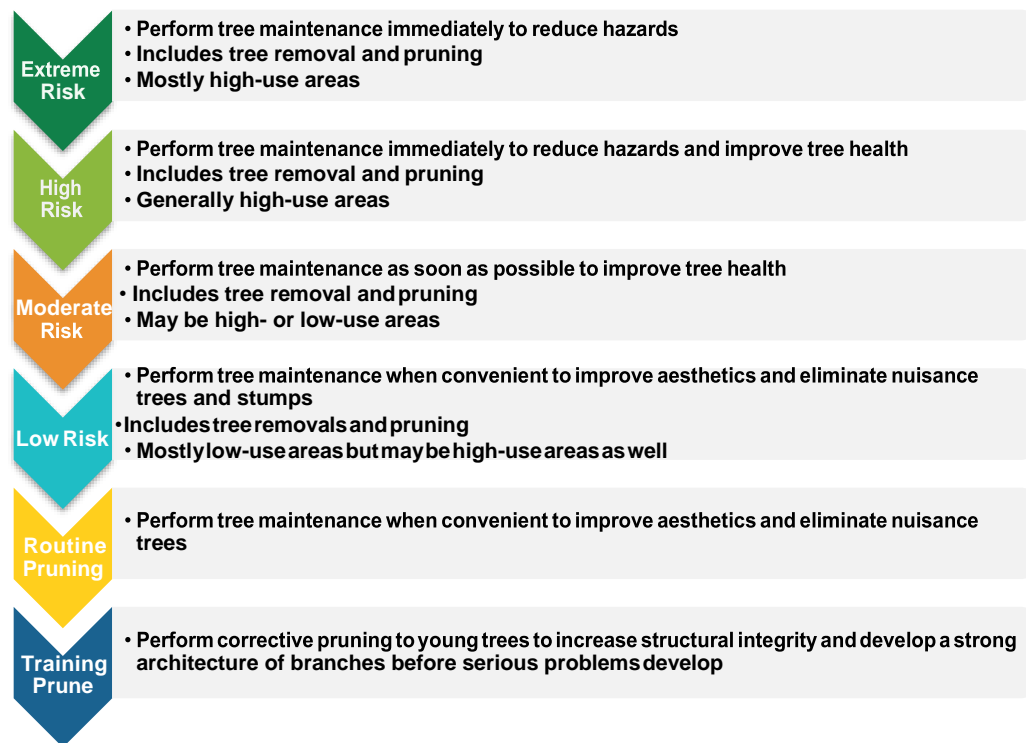 Extreme
Risk
• Perform tree maintenance immediately to reduce hazards
• Includes tree removal and pruning
• Mostly high-use areas
High
Risk
• Perform tree maintenance immediately to reduce hazards and improve tree health
• Includes tree removal and pruning
• Generally high-use areas
Moderate
Risk
• Perform tree maintenance as soon as possible to improve tree health
• Includes tree removal and pruning
• May be high- or low-use areas
Low Risk
• Perform tree maintenance when convenient to improve aesthetics and eliminate nuisance
trees and stumps
• Includes tree removals and pruning
• Mostly low-use areas but may be high-use areas as well
Routine
Pruning
• Perform tree maintenance when convenient to improve aesthetics and eliminate nuisance
trees
Training
Prune
• Perform corrective pruning to young trees to increase structural integrity and develop a strong
architecture of branches before serious problems develop